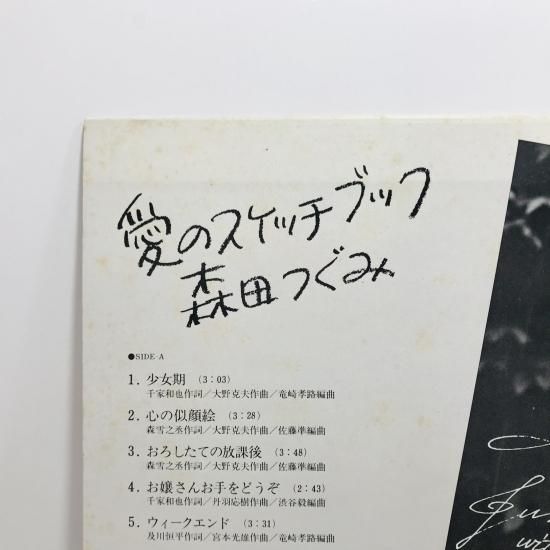 愛のスケッチブック
森田つぐみ
●SIDE-A
1. 少女期 (3:03)
千家和也作詞/大野克夫作曲/竜崎孝路編曲
2. 心の似顔絵 (3:28)
森雪之丞作詞/大野克夫作曲/佐藤準編曲
3. おろしたての放課後 (3:48)
森雪之丞作詞/大野克夫作曲/佐藤準編曲
4. お嬢さんお手をどうぞ (2:43)
千家和也作詞/丹羽応樹作曲/渋谷毅編曲
5. ウィークエンド (3:31)
及川恒平作詞/宮本光雄作曲/佐藤準編曲